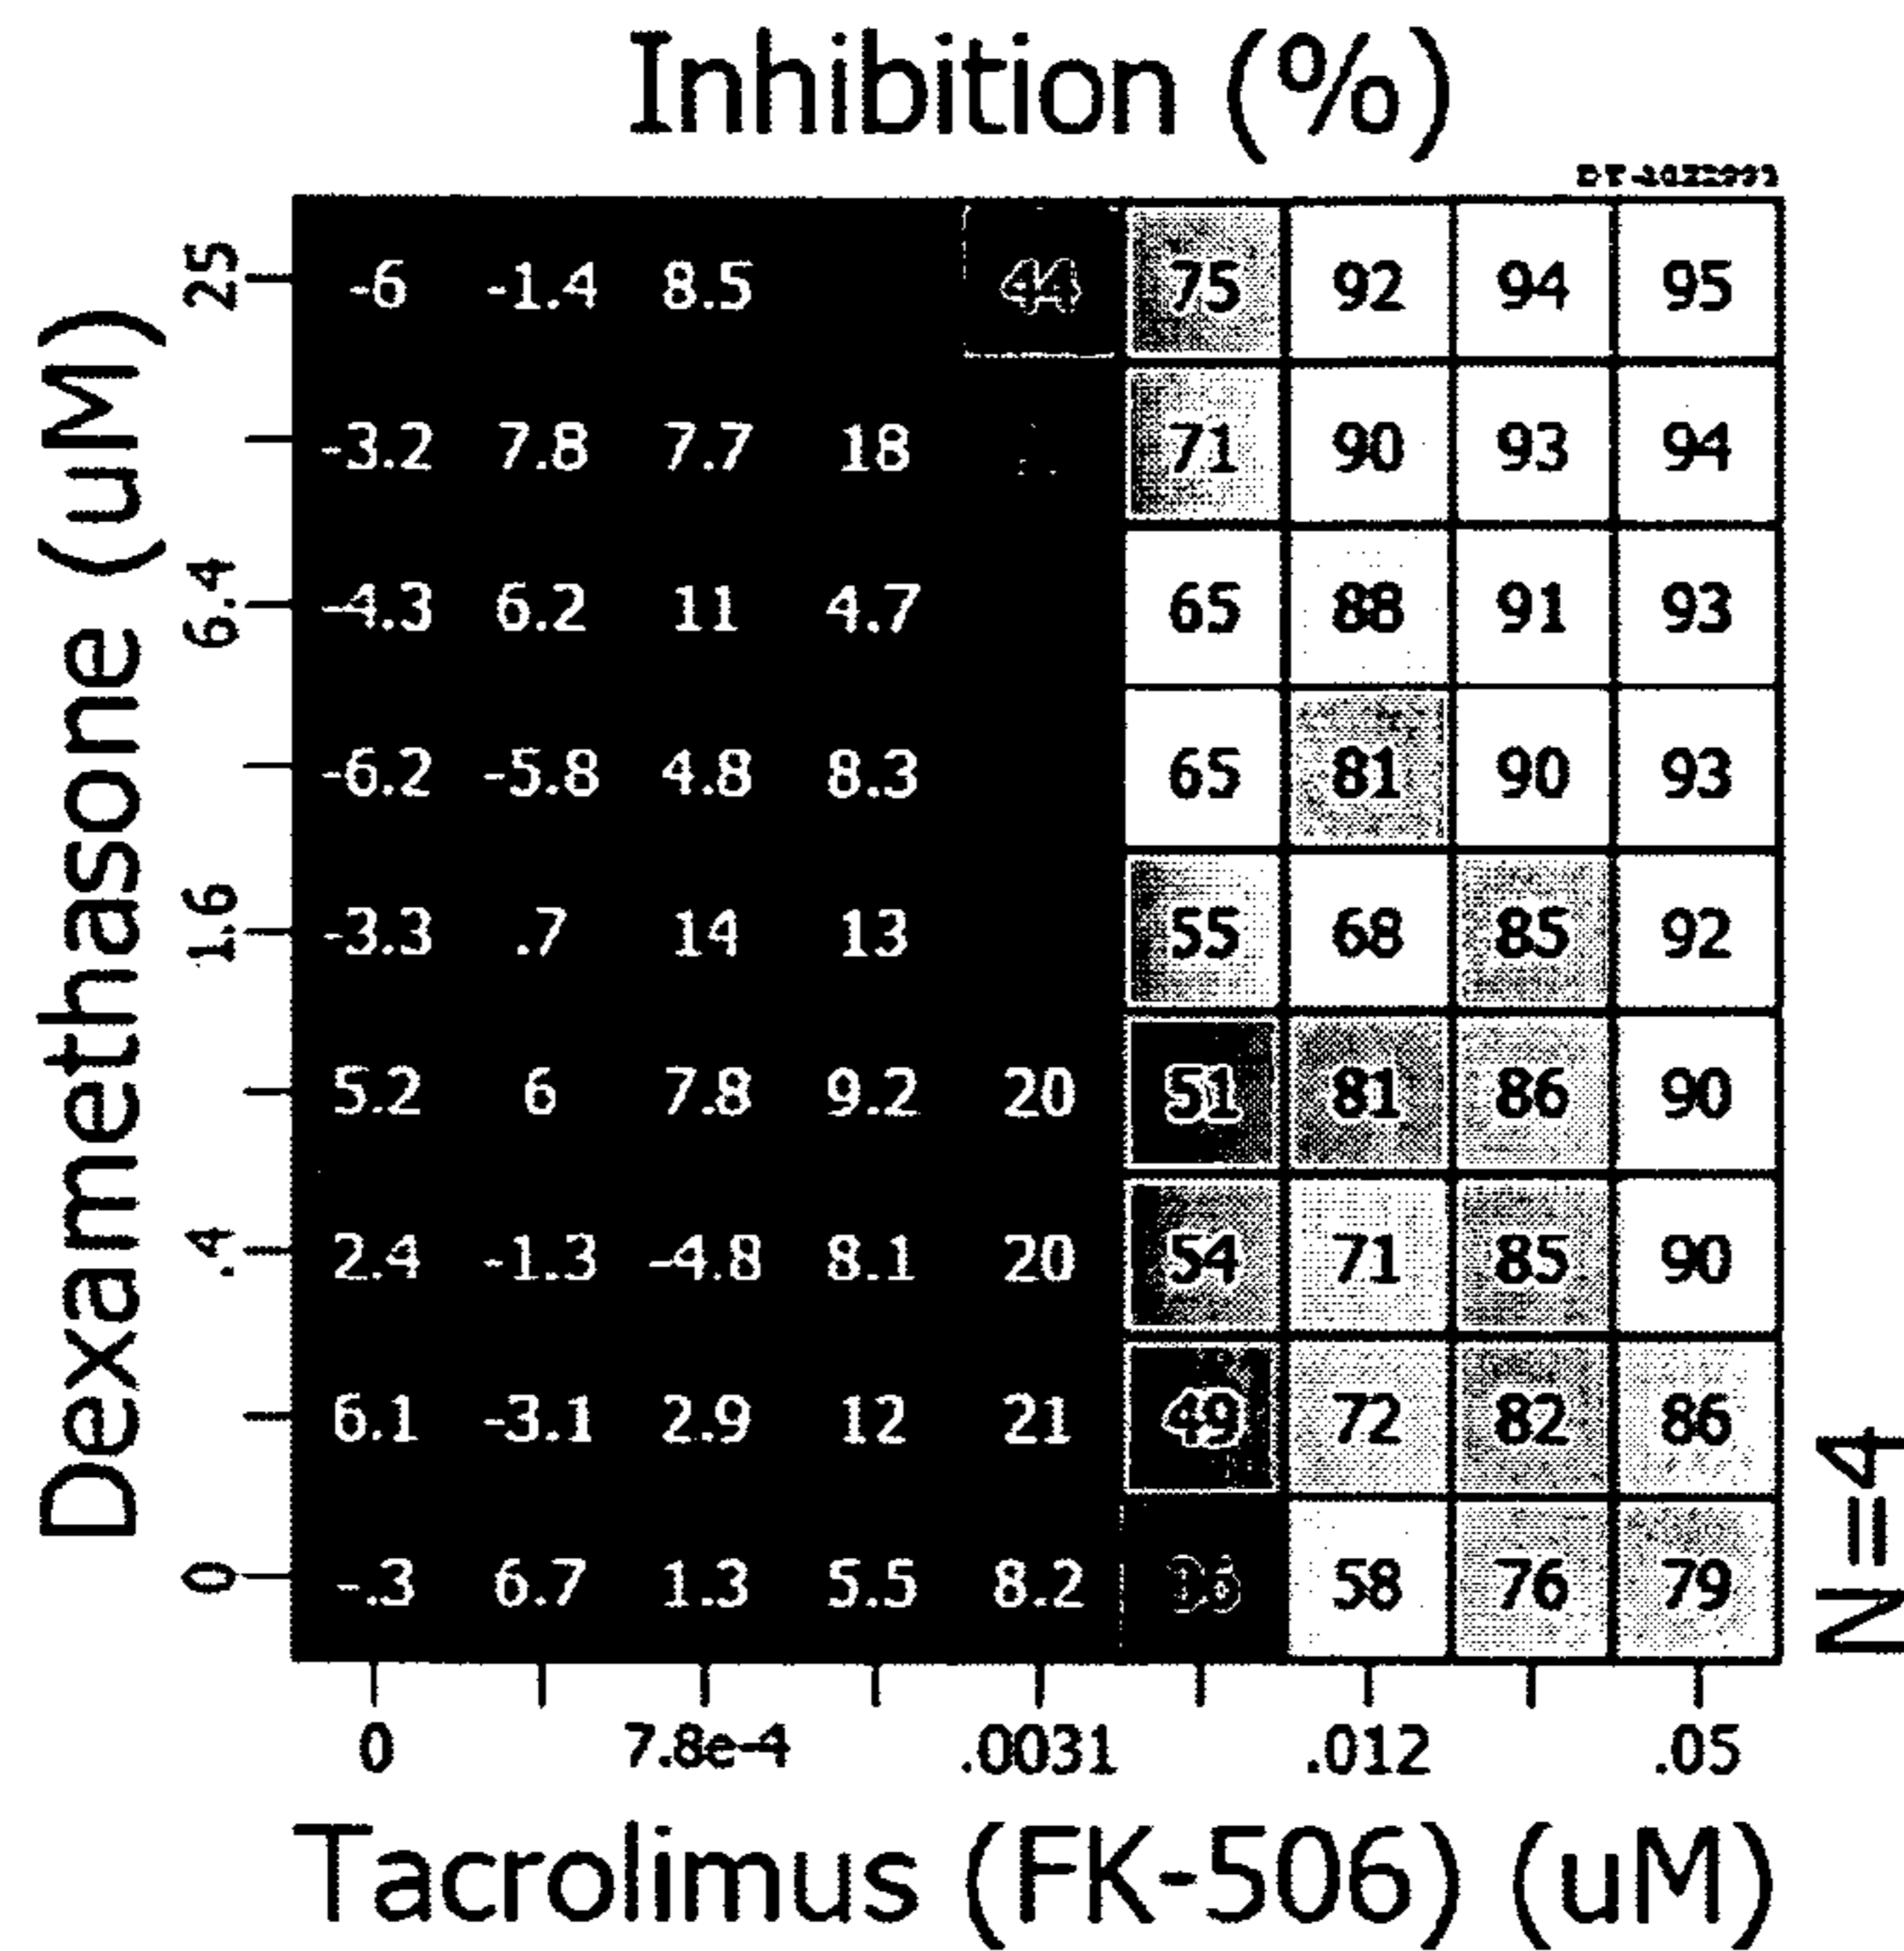 Inhibition (%)
25 -6 -1.4 8.5 44 75 92 94 95
-3.2 7.8 7.7 18 71 90 93 94
6.4 -4.3 6.2 11 4.7 65 88 91 93
-6.2 -5.8 4.8 8.3 65 81 90 93
1.6 -3.3 .7 14 13 55 68 85 92
5.2 6 7.8 9.2 20 51 81 86 90
.4 2.4 -1.3 -4.8 8.1 20 54 71 85 90
6.1 -3.1 2.9 12 21 49 72 82 86
0 -.3 6.7 1.3 5.5 8.2 58 76 79
0 7.8e-4 .0031 .012 .05
Tacrolimus (FK-506) (uM)
Dexamethasone (uM)
N=4